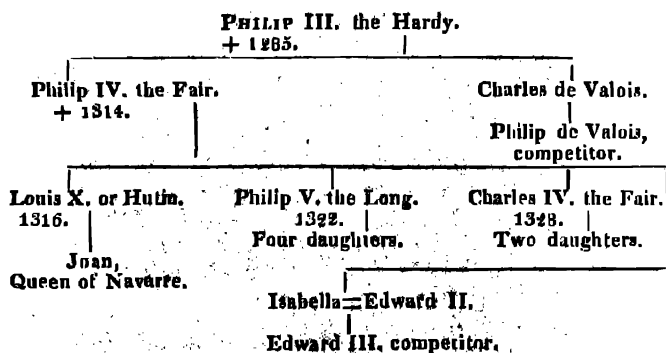 PHILIP III. the Hardy.
+ 1285.
Philip IV. the Fair. Charles de Valois.
+ 1314.
Philip de Valois,
competitor.
Louis X. or Hutin. Philip V. the Long. Charles IV. the Fair.
1316. 1322. 1328.
Four daughters. Two daughters.
Joan,
Queen of Navarre.
Isabella=Edward II.
Edward III. competitor.